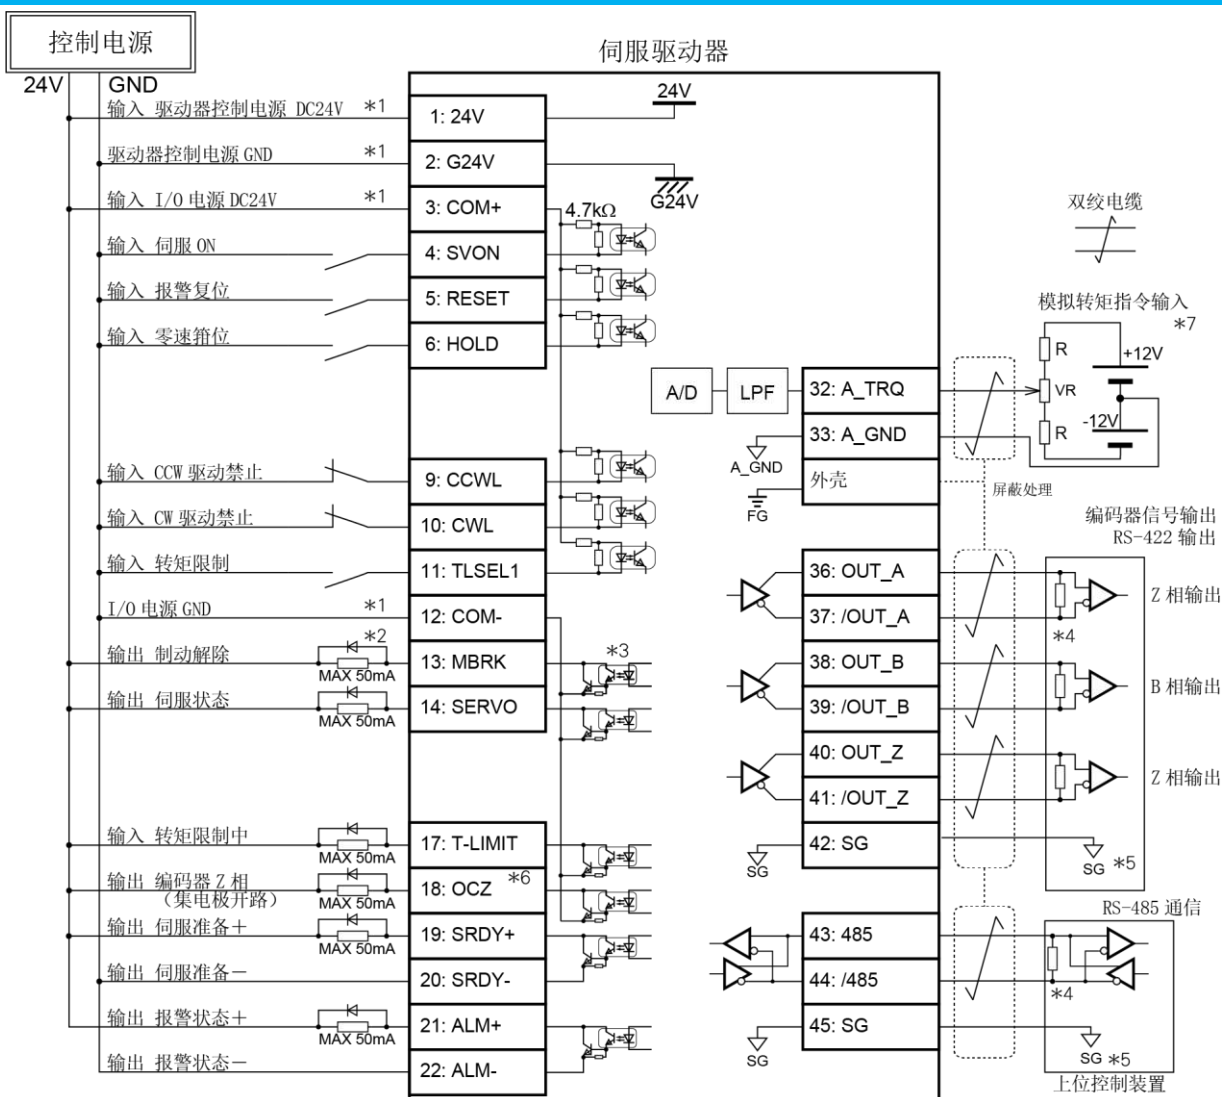 控制电源
伺服驱动器
24V GND
24V
输入 驱动器控制电源 DC24V *1
1: 24V
驱动器控制电源 GND *1
2: G24V
G24V
输入 I/O 电源 DC24V *1
3: COM+
4.7kΩ
输入 伺服 ON
4: SVON
输入 报警复位
5: RESET
输入 零速箝位
6: HOLD
输入 CCW 驱动禁止
9: CCWL
输入 CW 驱动禁止
10: CWL
输入 转矩限制
11: TLSEL1
I/O 电源 GND *1
12: COM-
输出 制动解除
*2
MAX 50mA
13: MBRK
*3
输出 伺服状态
MAX 50mA
14: SERVO
输入 转矩限制中
MAX 50mA
17: T-LIMIT
输出 编码器 Z 相
（集电极开路）
MAX 50mA
18: OCZ *6
输出 伺服准备＋
MAX 50mA
19: SRDY+
输出 伺服准备－
20: SRDY-
输出 报警状态＋
MAX 50mA
21: ALM+
输出 报警状态－
22: ALM-
双绞电缆
模拟转矩指令输入
*7
R
+12V
VR
-12V
R
A/D
LPF
32: A_TRQ
33: A_GND
A_GND
外壳
FG
屏蔽处理
编码器信号输出
RS-422 输出
36: OUT_A
37: /OUT_A
Z 相输出
*4
38: OUT_B
39: /OUT_B
B 相输出
40: OUT_Z
41: /OUT_Z
Z 相输出
42: SG
SG
SG *5
RS-485 通信
43: 485
44: /485
*4
45: SG
SG
SG *5
上位控制装置